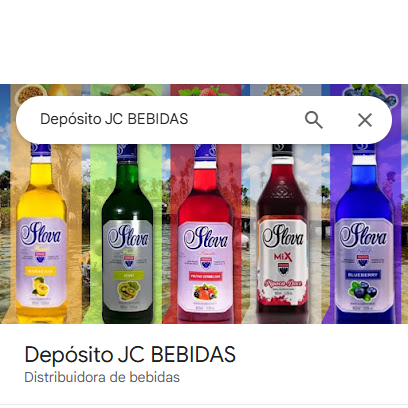 Depósito JC BEBIDAS
Slova
Slova
Slova
Slova
Slova
MARACUJÁ
KIWI
FRUTAS VERMELHAS
MIX
Pipoca Doce
BLUEBERRY
Depósito JC BEBIDAS
Distribuidora de bebidas